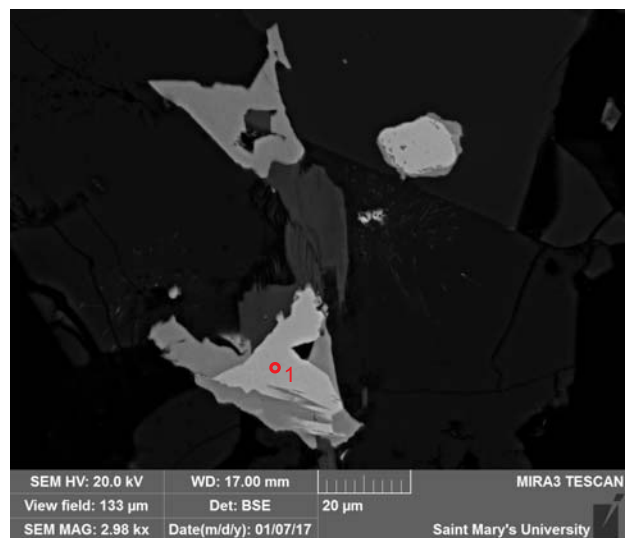 1
SEM HV: 20.0 kV WD: 17.00 mm MIRA3 TESCAN
View field: 133 µm Det: BSE 20 µm
SEM MAG: 2.98 kx Date(m/d/y): 01/07/17 Saint Mary's University